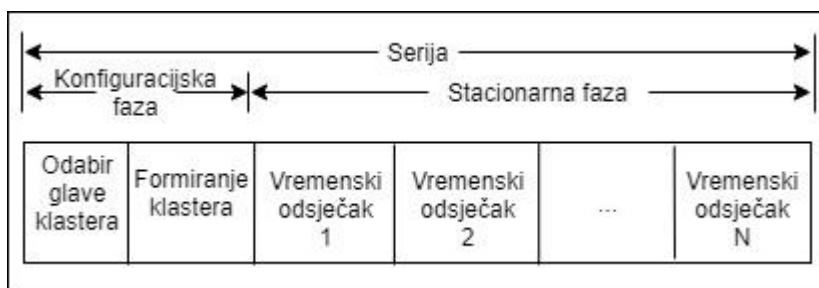 Serija
Konfiguracijska
faza
Stacionarna faza
Odabir
glave
klastera
Formiranje
klastera
Vremenski
odsječak
1
Vremenski
odsječak
2
...
Vremenski
odsječak
N